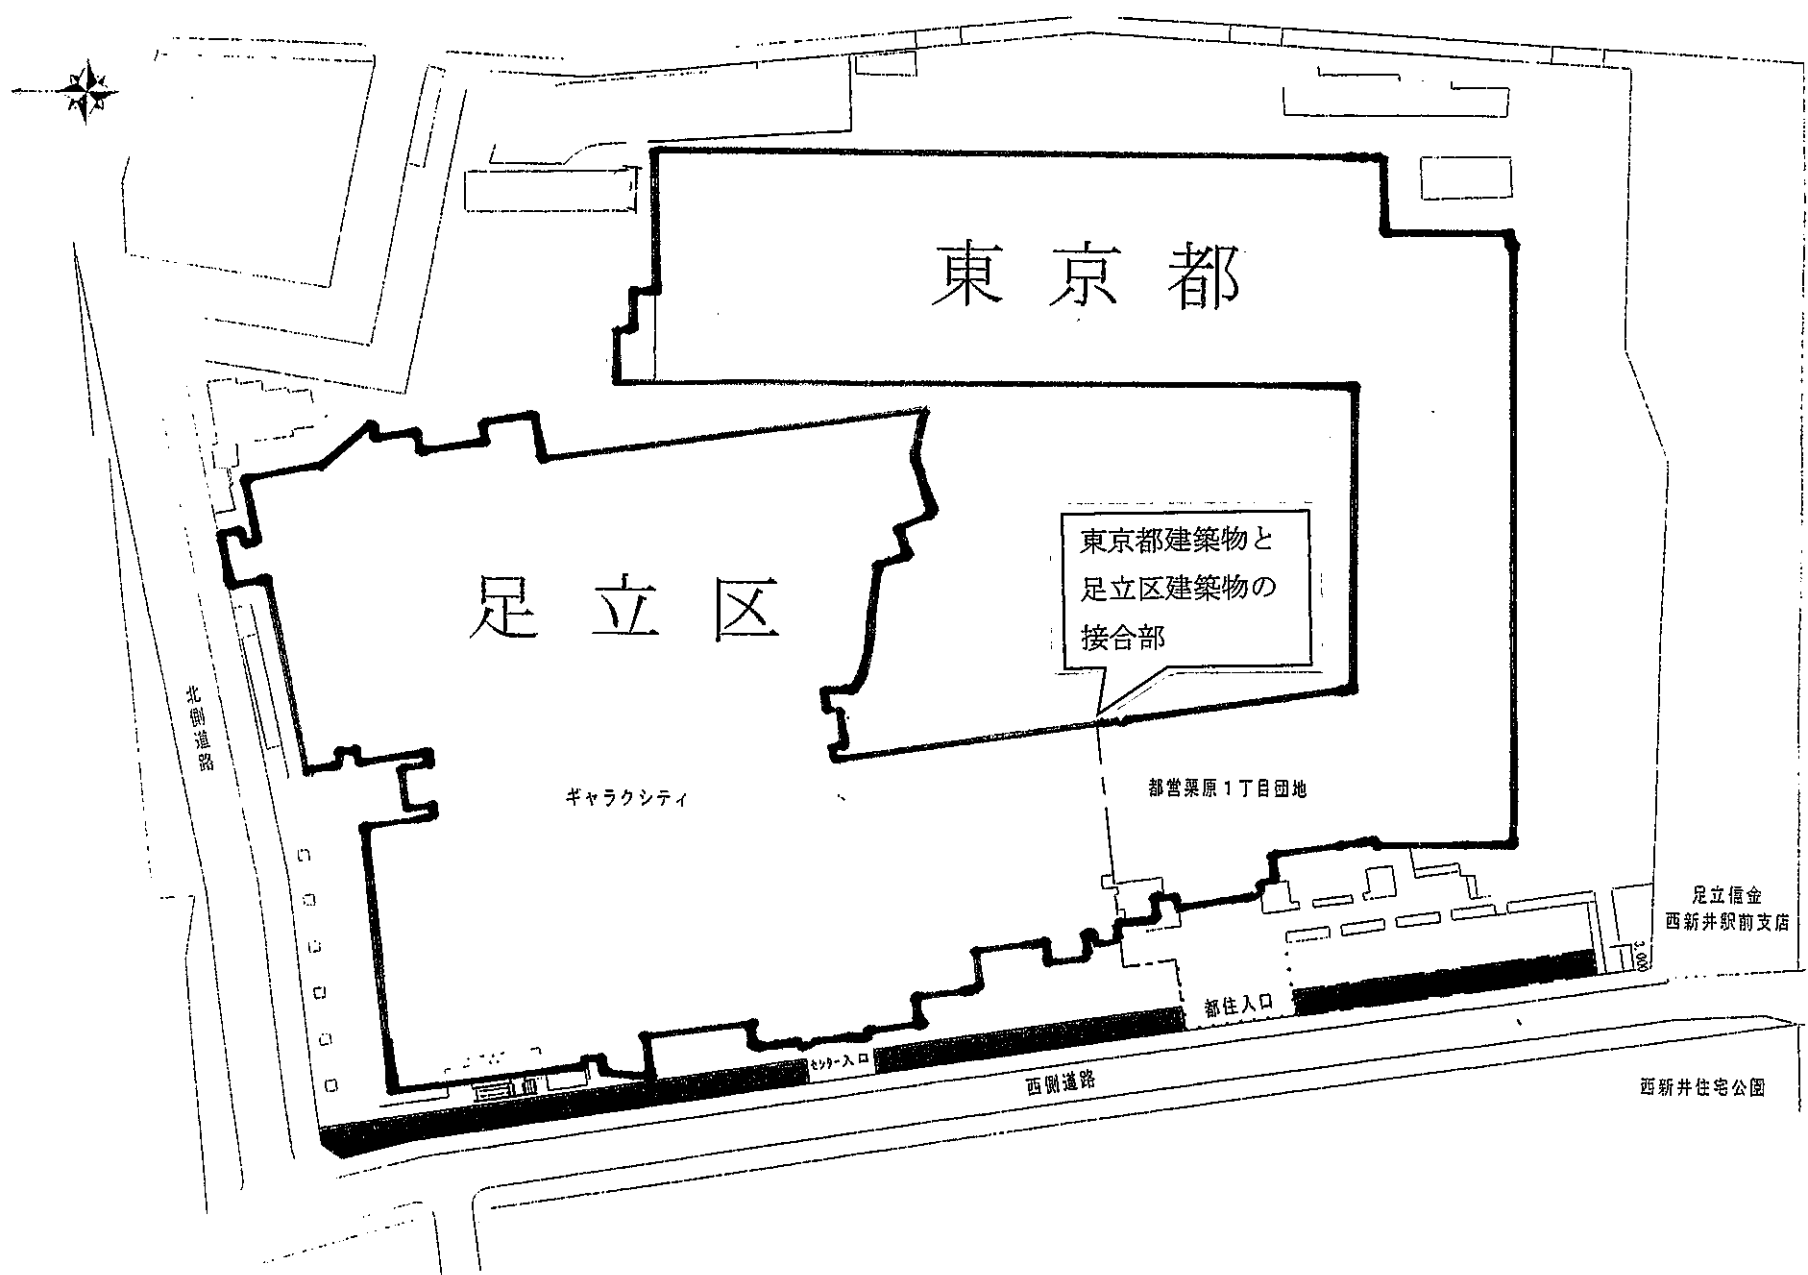 東京都
足立区
東京都建築物と
足立区建築物の
接合部
北側道路
ギャラクシティ
都営栗原1丁目団地
足立信金
西新井駅前支店
3.000
都住入口
センター入口
西側道路
西新井住宅公園